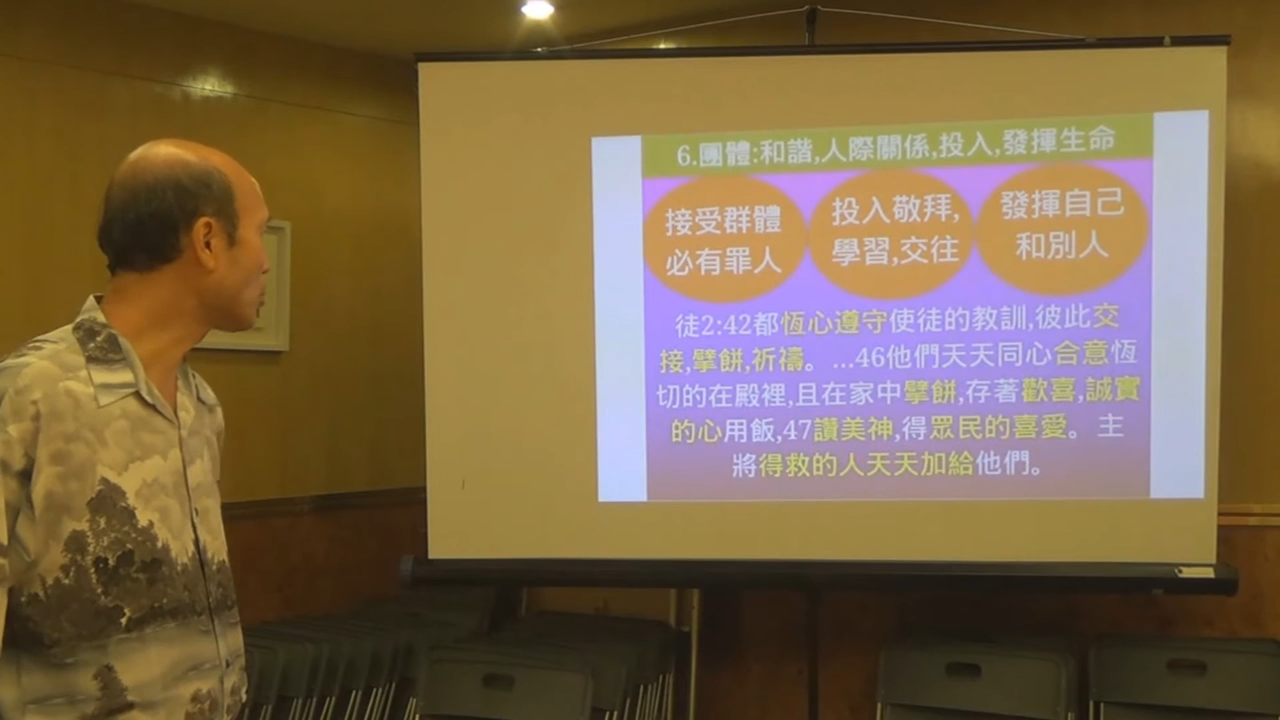 6.團體:和諧,人際關係,投入,發揮生命
接受群體
必有罪人
投入敬拜,
學習,交往
發揮自己
和別人
徒2:42都恆心遵守使徒的教訓,彼此交
接,擘餅,祈禱。…46他們天天同心合意恆
切的在殿裡,且在家中擘餅,存著歡喜,誠實
的心用飯,47讚美神,得眾民的喜愛。主
將得救的人天天加給他們。